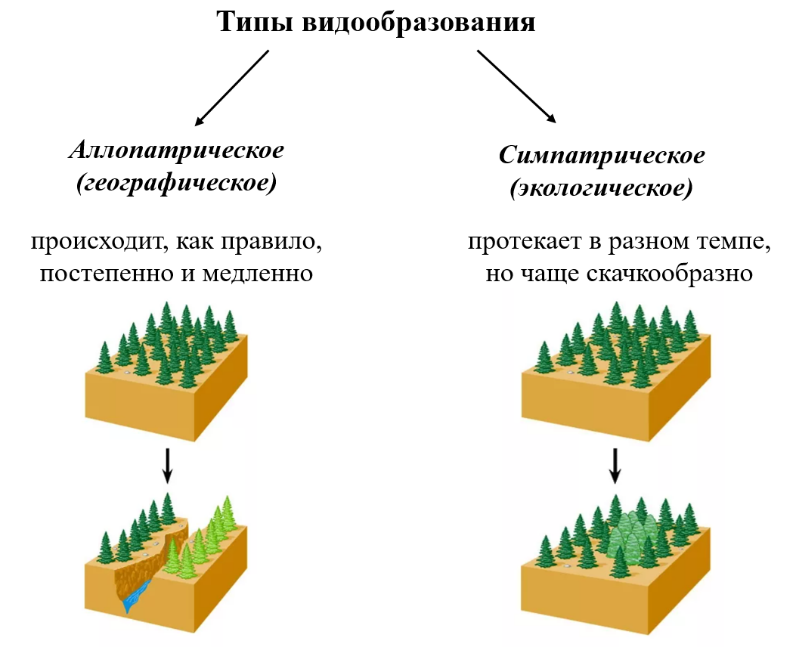 Типы видообразования
Аллопатрическое
(географическое)
происходит, как правило,
постепенно и медленно
Симпатрическое
(экологическое)
протекает в разном темпе,
но чаще скачкообразно